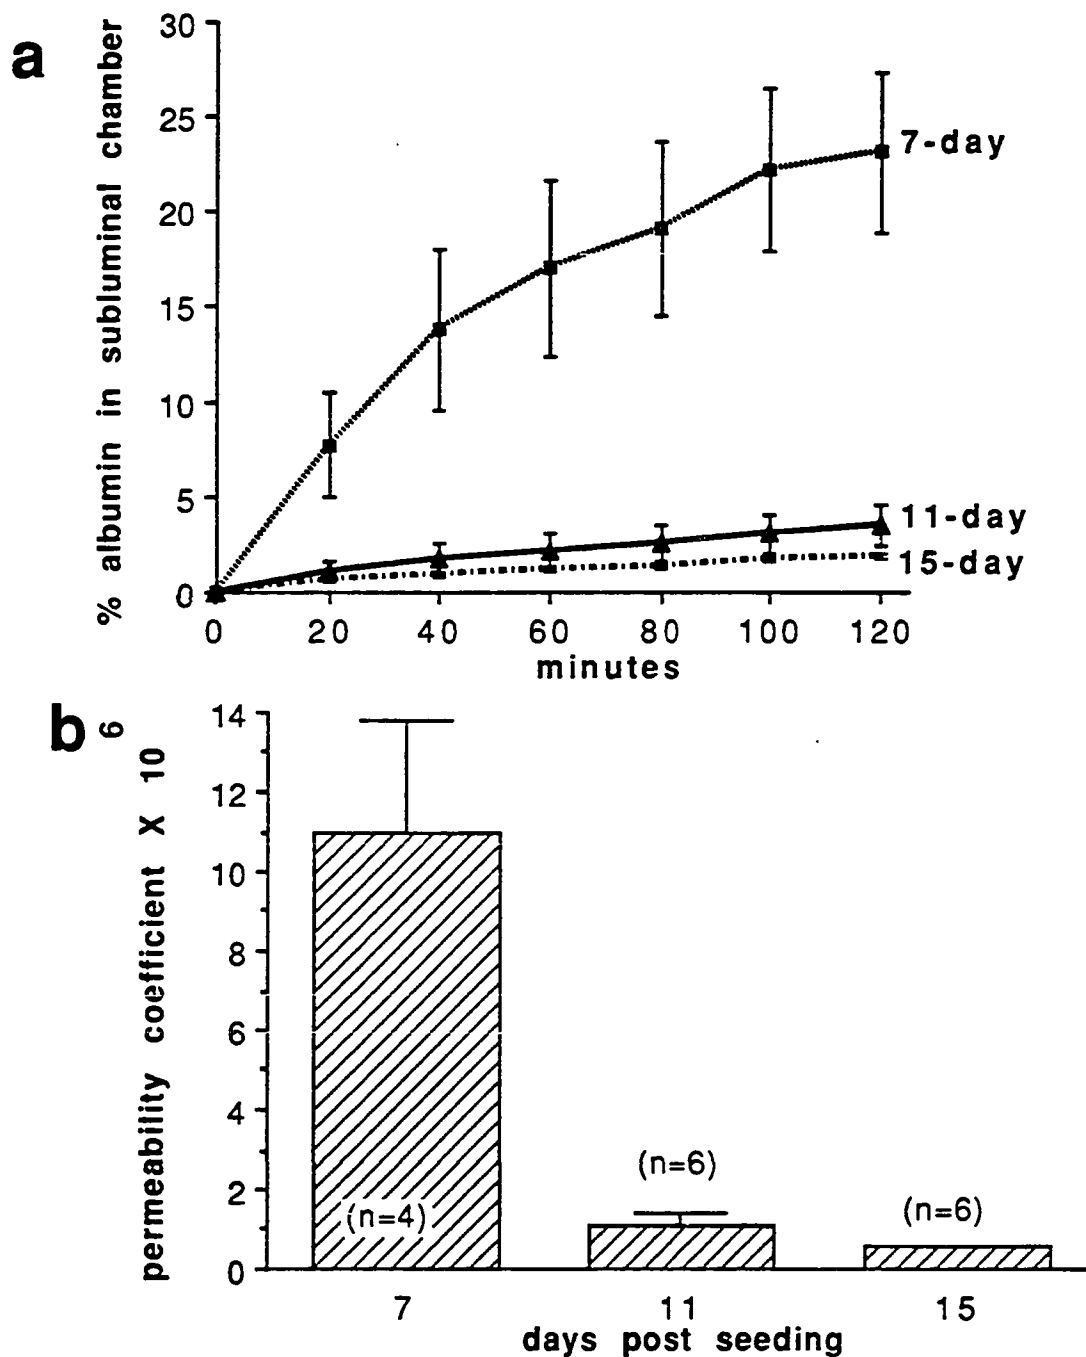 a
% albumin in subluminal chamber
30
25
20
15
10
5
0
0 20 40 60 80 100 120
minutes
7-day
11-day
15-day
b
permeability coefficient X 10 6
14
12
10
8
6
4
2
0
(n=4)
(n=6)
(n=6)
7 11 15
days post seeding